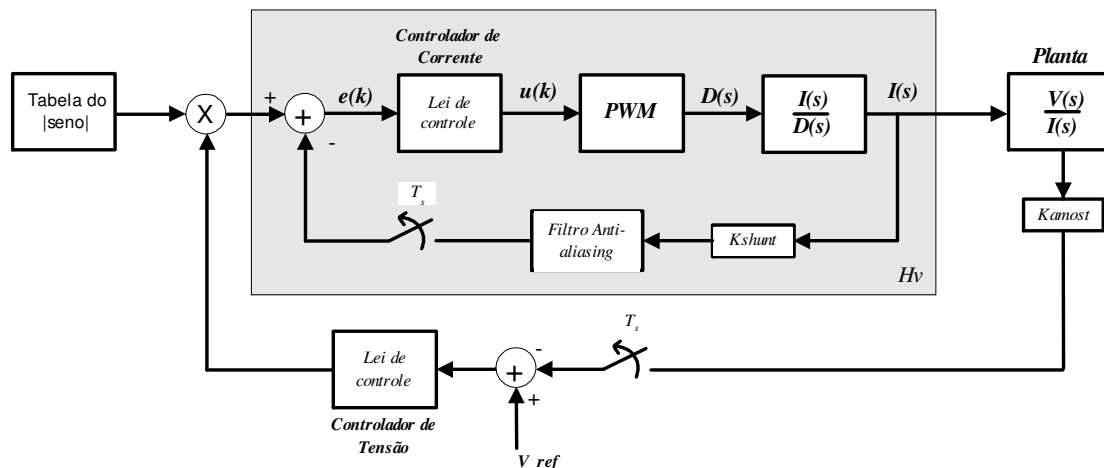 Controlador de
Corrente
Planta
Tabela do
|seno|
X
+
+
-
e(k)
Lei de
controle
u(k)
PWM
D(s)
I(s)
D(s)
I(s)
V(s)
I(s)
T s
Filtro Anti-
aliasing
Kshunt
Kamost
Hv
Lei de
controle
Controlador de
Tensão
+
-
+
T s
V ref